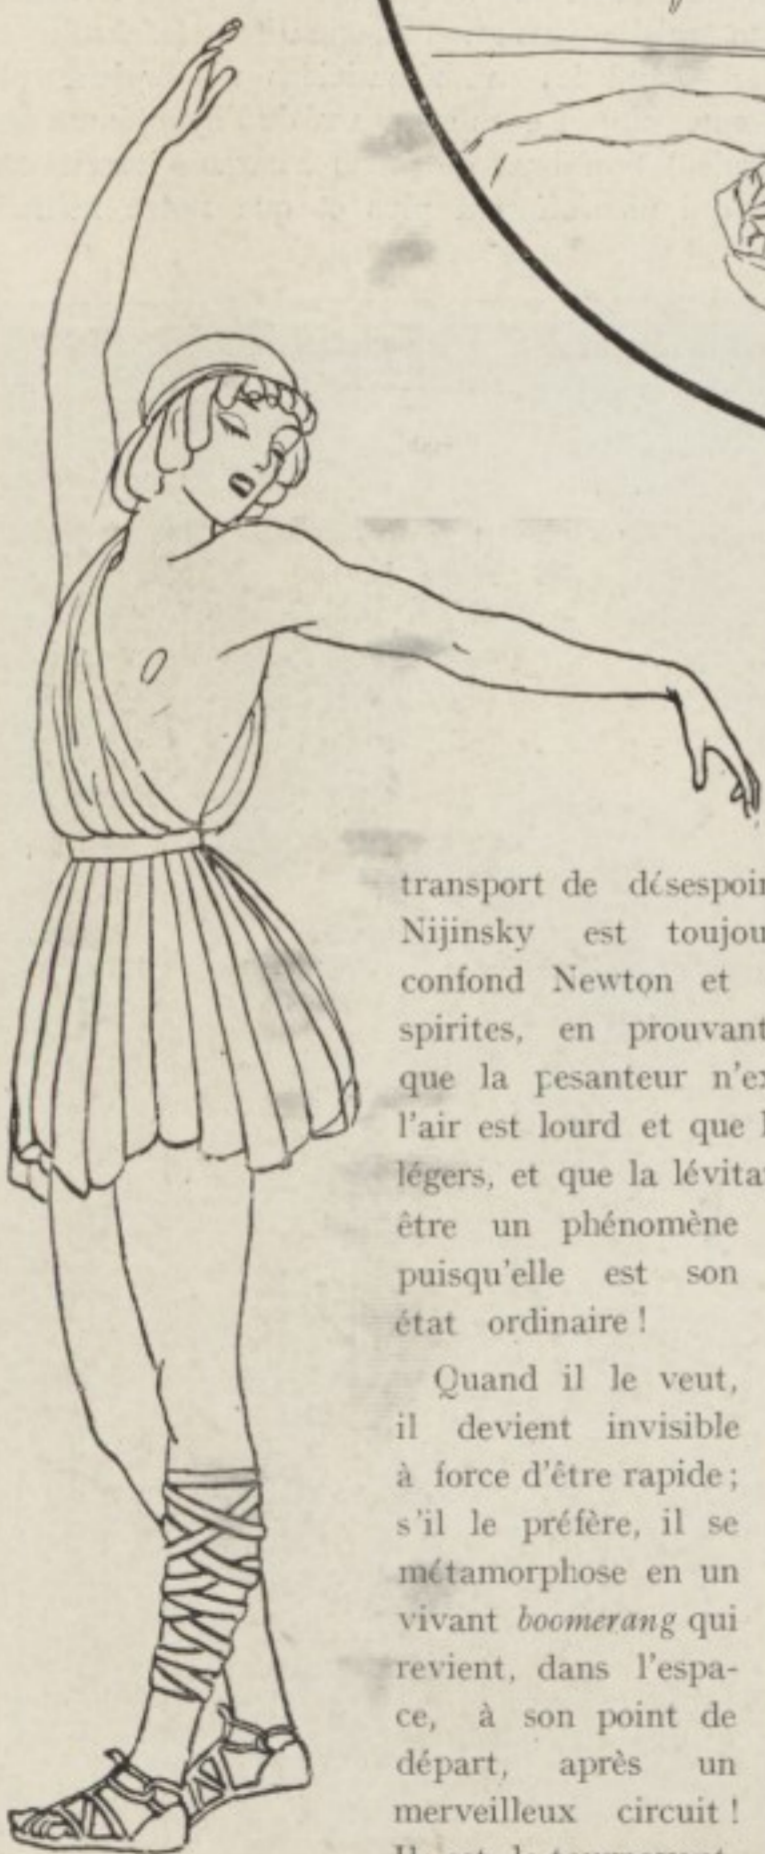 transport de désespoir
Nijinsky est toujou
confond Newton et
spirites, en prouvant
que la pesanteur n'ex
l'air est lourd et que l
légers, et que la lévita
être un phénomène
puisqu'elle est son
état ordinaire !
Quand il le veut,
il devient invisible
à force d'être rapide ;
s'il le préfère, il se
métamorphose en un
vivant boomerang qui
revient, dans l'espa-
ce, à son point de
départ, après un
merveilleux circuit !